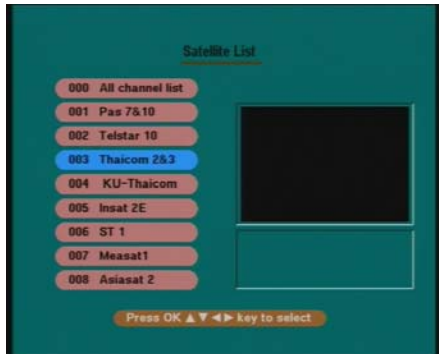 Satellite List
000 All channel list
001 Pas 7&10
002 Telstar 10
003 Thaicom 2&3
004 KU-Thaicom
005 Insat 2E
006 ST 1
007 Measat1
008 Asiasat 2
Press OK ▲ ▼ ◄ ► key to select